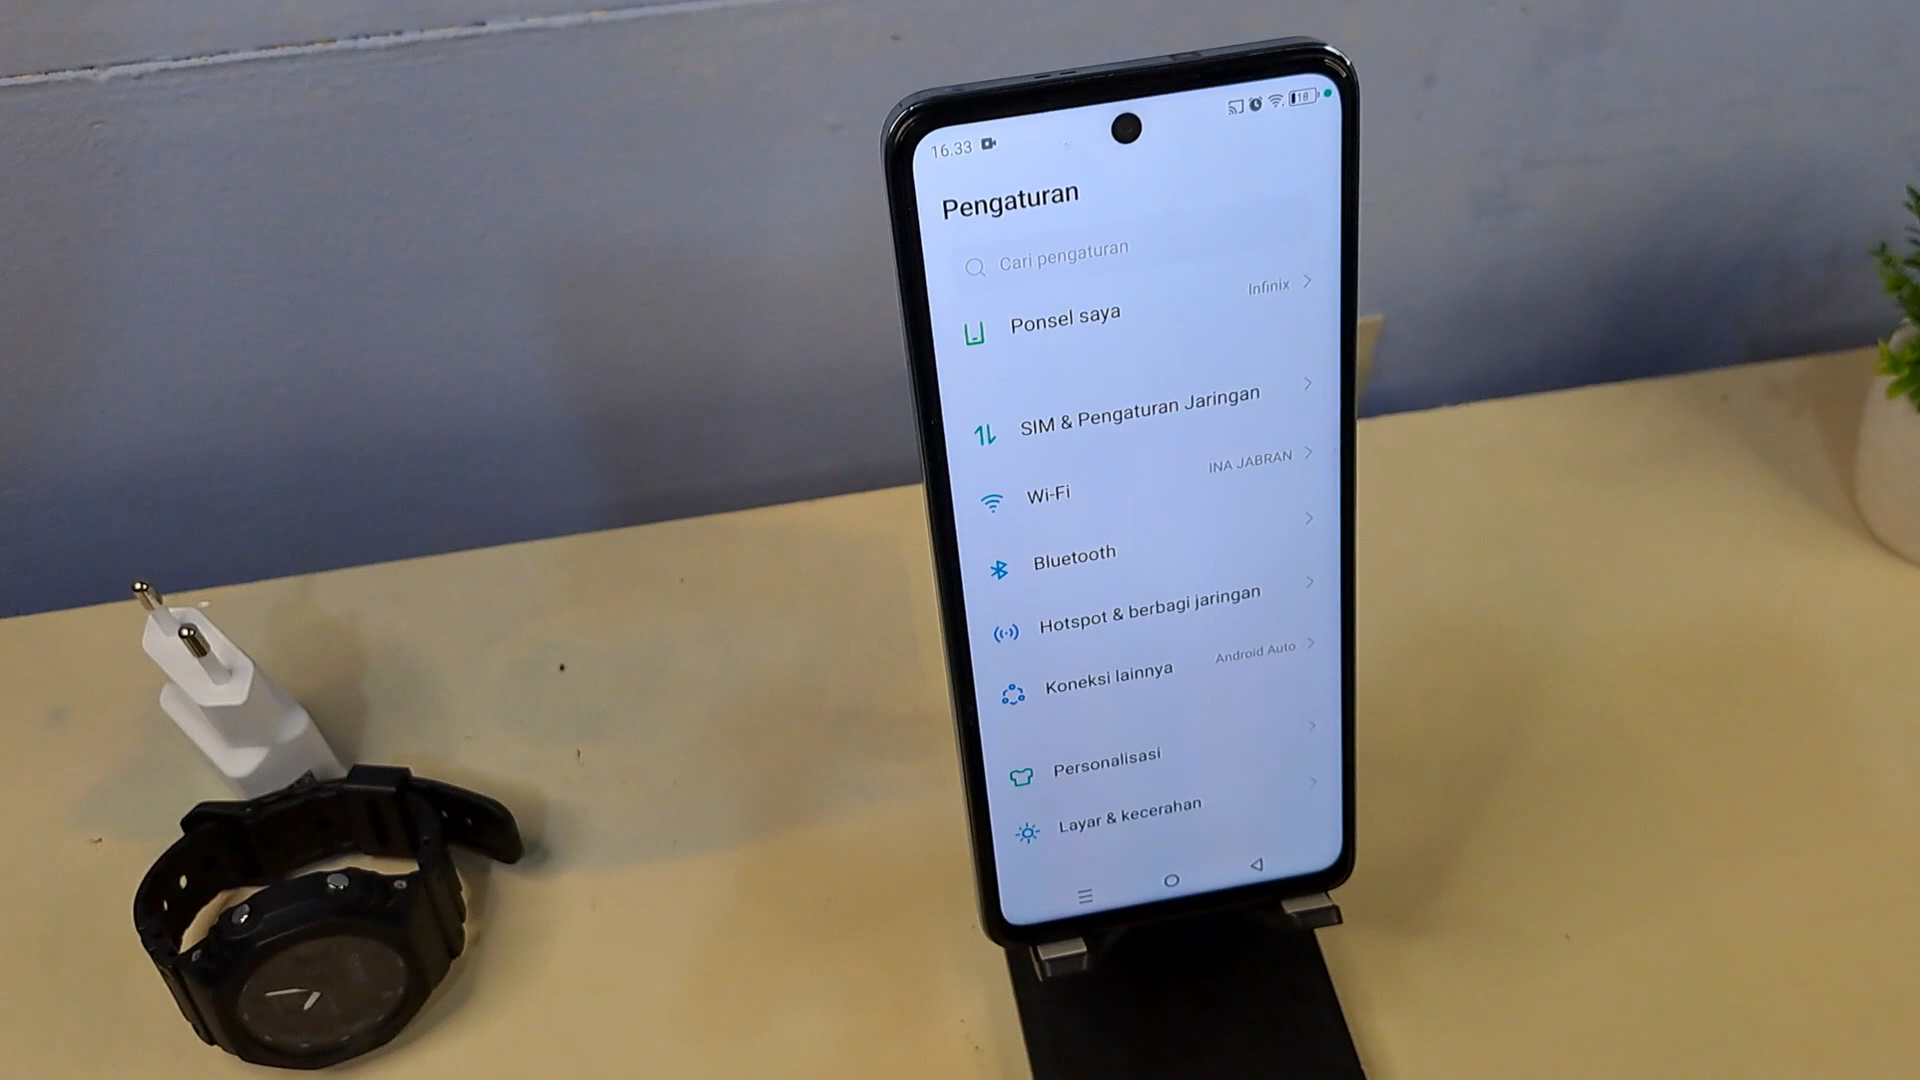 16.33
18
Pengaturan
Cari pengaturan
Ponsel saya
Infinix
SIM & Pengaturan Jaringan
Wi-Fi
INA JABRAN
Bluetooth
Hotspot & berbagi jaringan
Koneksi lainnya
Android Auto
Personalisasi
Layar & kecerahan